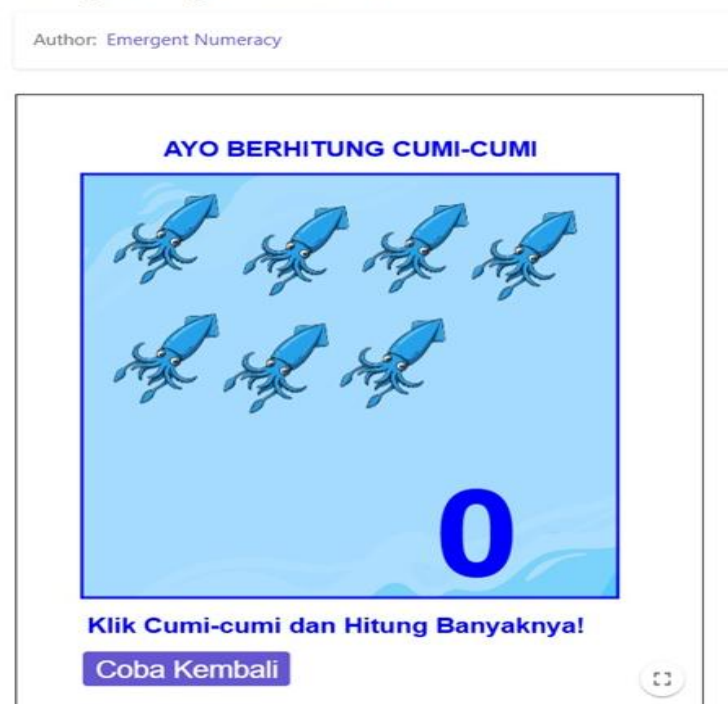 Author: Emergent Numeracy
AYO BERHITUNG CUMI-CUMI
0
Klik Cumi-cumi dan Hitung Banyaknya!
Coba Kembali